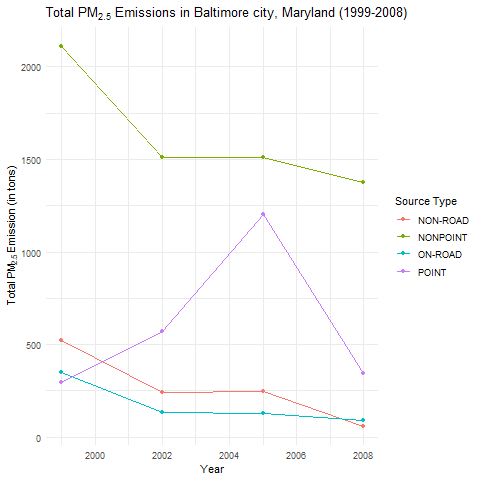 Total PM2.5 Emissions in Baltimore city, Maryland (1999-2008)
Total PM2.5 Emission (in tons)
2000
1500
1000
500
0
2000
2002
2004
2006
2008
Year
Source Type
NON-ROAD
NONPOINT
ON-ROAD
POINT